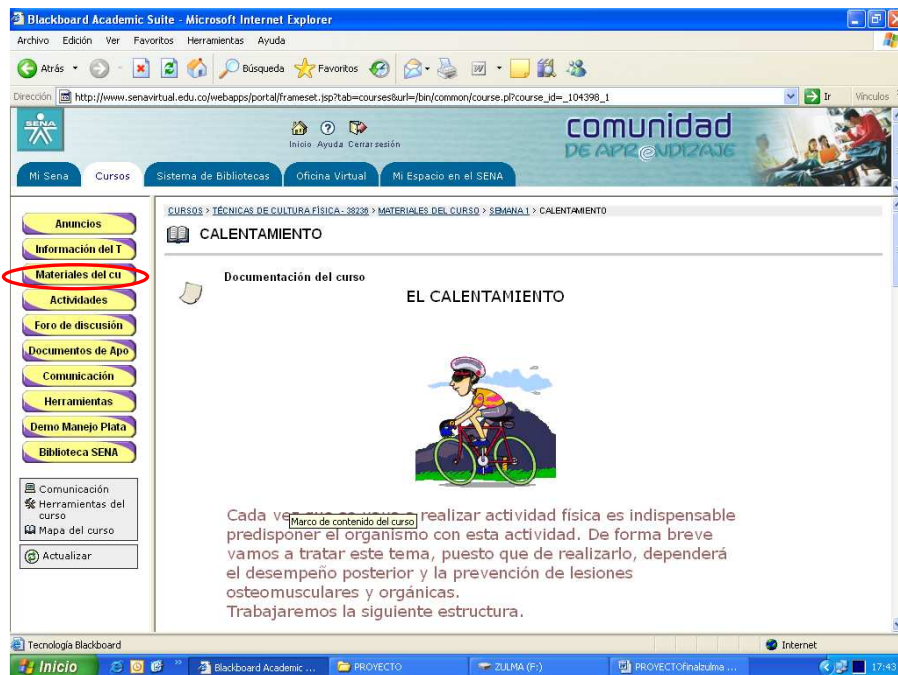 Blackboard Academic Suite - Microsoft Internet Explorer
Archivo Edición Ver Favoritos Herramientas Ayuda
Atrás Búsqueda Favoritos
Dirección http://www.senavirtual.edu.co/webapps/portal/frameset.jsp?tab=courses&url=/bin/common/course.pl?course_id=_104398_1 Ir Vínculos
SENA
Inicio Ayuda Cerrar sesión
comunidad
DE APR@NDIZAJE
Mi Sena Cursos Sistema de Bibliotecas Oficina Virtual Mi Espacio en el SENA
CURSOS > TÉCNICAS DE CULTURA FÍSICA- 38236 > MATERIALES DEL CURSO > SEMANA 1 > CALENTAMIENTO
CALENTAMIENTO
Anuncios
Información del T
Materiales del cu
Actividades
Foro de discusión
Documentos de Apo
Comunicación
Herramientas
Demo Manejo Plata
Biblioteca SENA
Comunicación
Herramientas del
curso
Mapa del curso
Actualizar
Documentación del curso
EL CALENTAMIENTO
Cada realizar actividad física es indispensable
Marco de contenido del curso
predisponer el organismo con esta actividad. De forma breve
vamos a tratar este tema, puesto que de realizarlo, dependerá
el desempeño posterior y la prevención de lesiones
osteomusculares y orgánicas.
Trabajaremos la siguiente estructura.
Tecnología Blackboard Internet
Inicio Blackboard Academic ... PROYECTO ZULMA (F:) PROYECTOfinalzulma ... 17:43